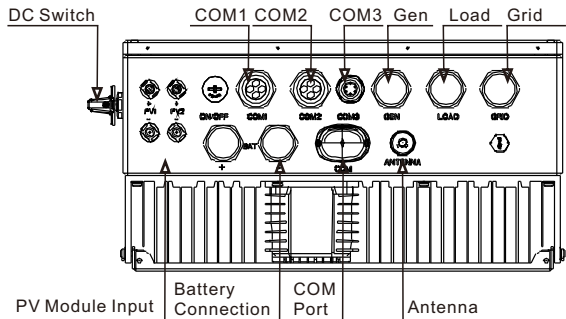 DC Switch COM1 COM2 COM3 Gen Load Grid
+ +
PV1 PV2
- -
ON/OFF COM1 COM2 COM3 GEN LOAD GRID
BAT
+ -
COM ANTENNA
PV Module Input Battery Connection COM Port Antenna